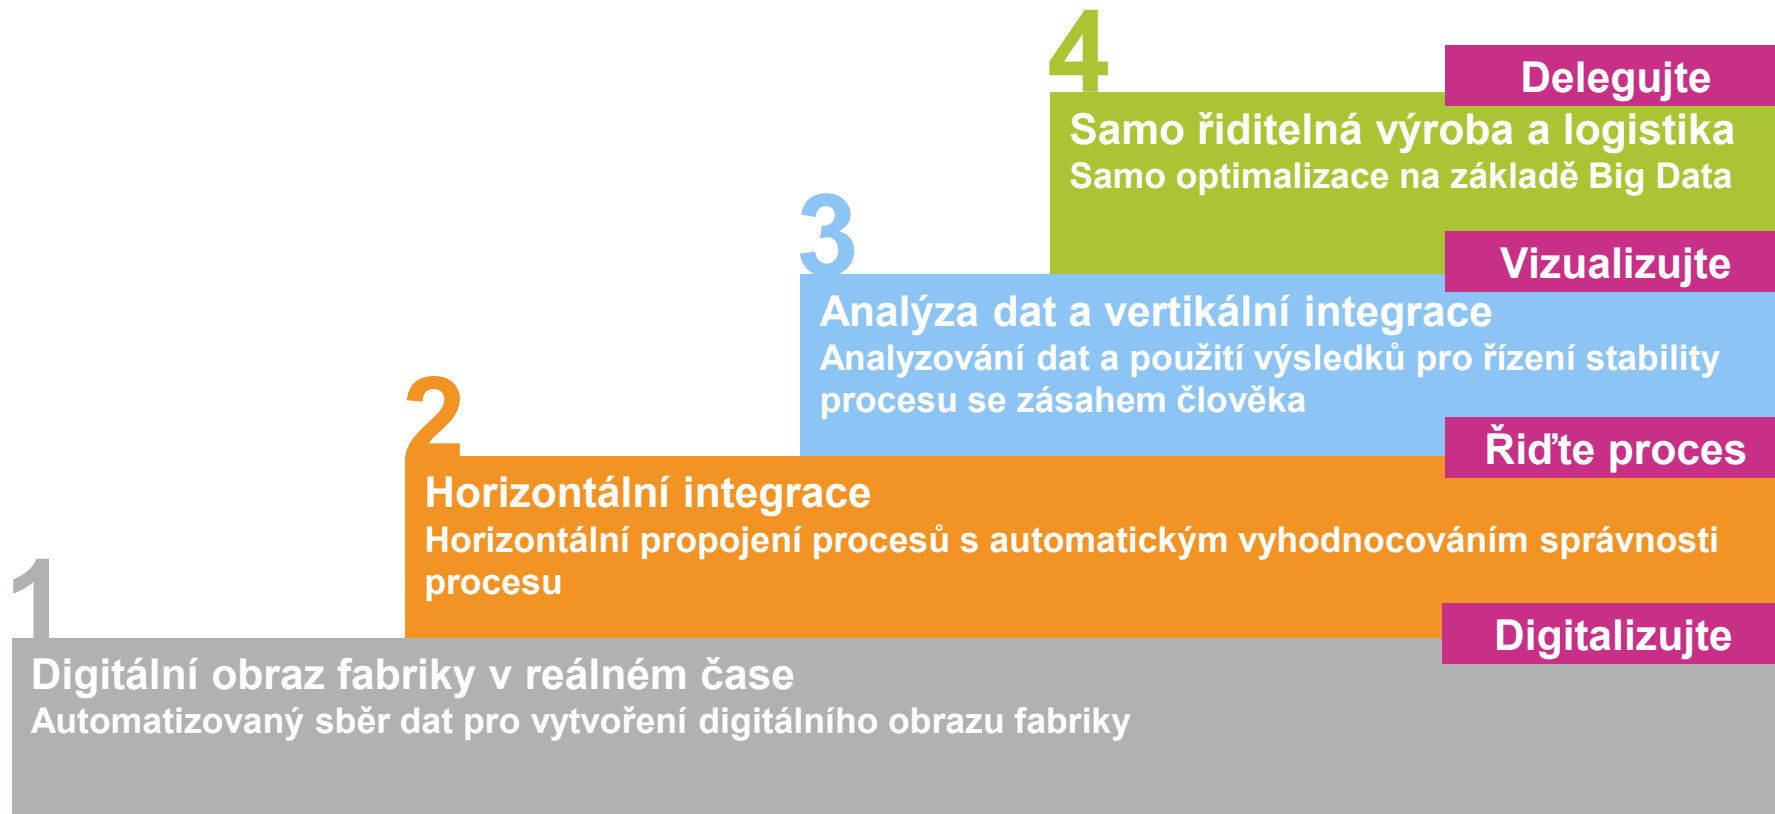 4
Delegujte
Samo řiditelná výroba a logistika
Samo optimalizace na základě Big Data
3
Vizualizujte
Analýza dat a vertikální integrace
Analyzování dat a použití výsledků pro řízení stability
procesu se zásahem člověka
2
Řiďte proces
Horizontální integrace
Horizontální propojení procesů s automatickým vyhodnocováním správnosti
procesu
1
Digitalizujte
Digitální obraz fabriky v reálném čase
Automatizovaný sběr dat pro vytvoření digitálního obrazu fabriky